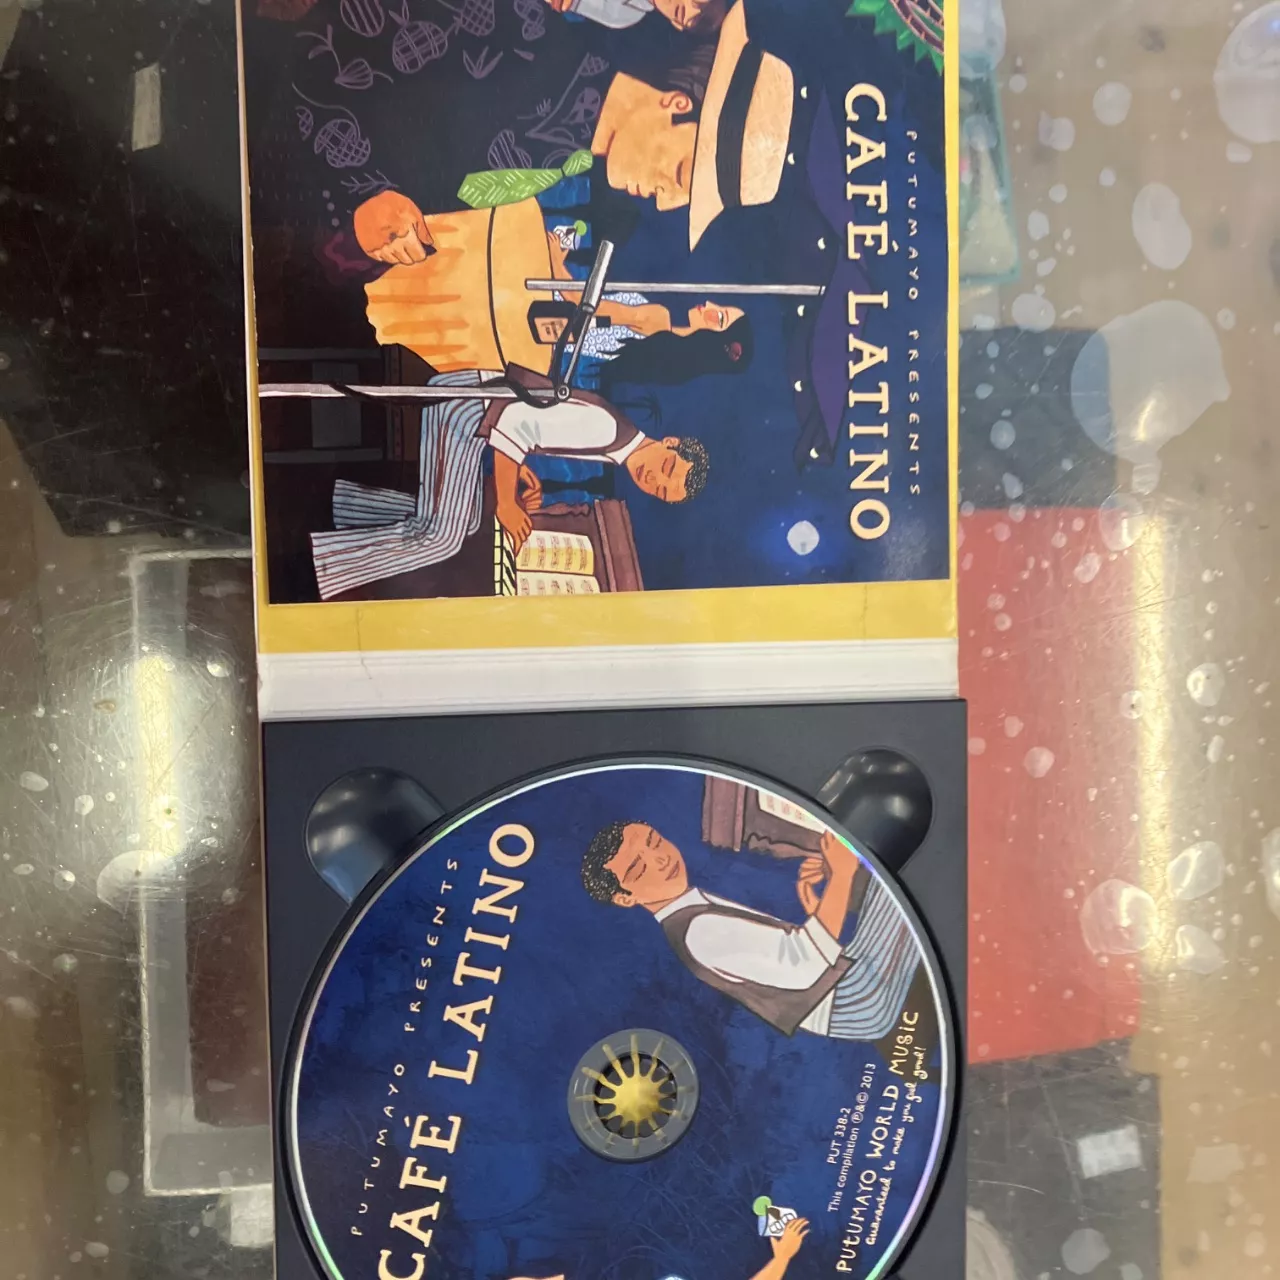 PUTUMAYO PRESENTS
CAFÉ LATINO
PUTUMAYO PRESENTS
CAFÉ LATINO
PUT 338-2
This compilation ℗&© 2013
PUTUMAYO WORLD MUSIC
Guaranteed to make you feel good!